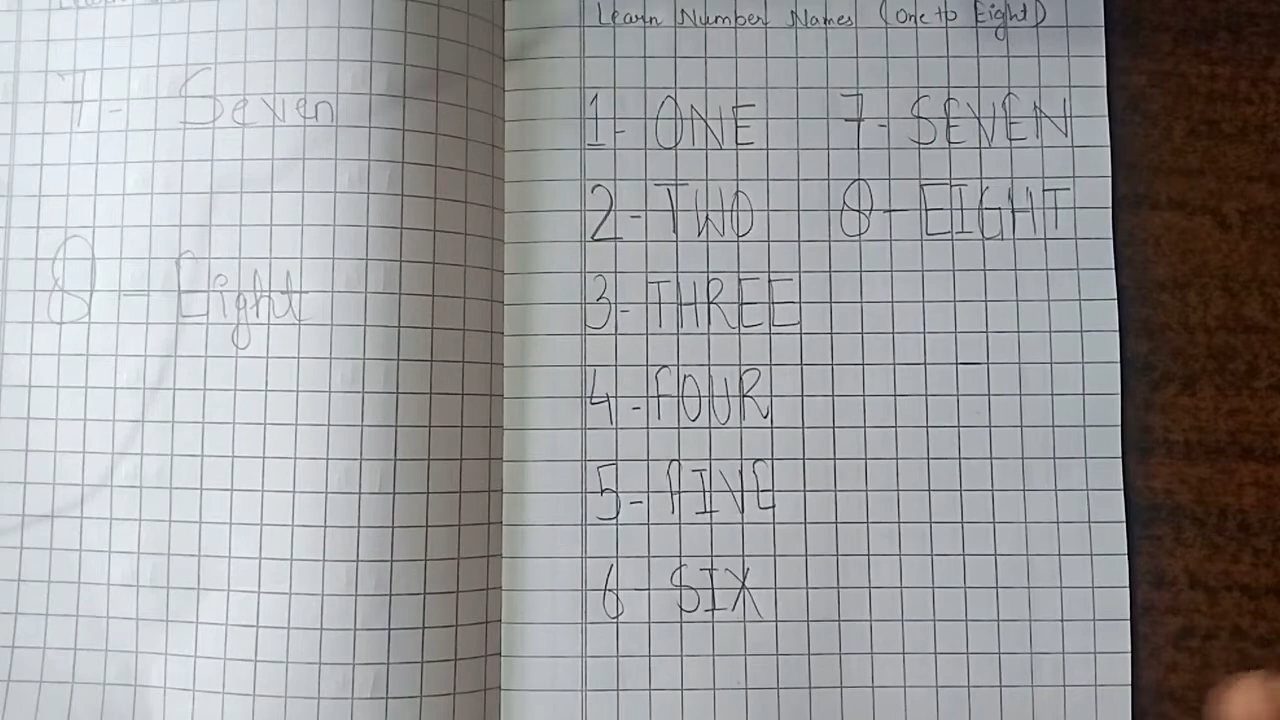 7- Seven
8 - Eight
Learn Number Names (One to Eight)
1- ONE 7- SEVEN
2- TWO 8- EIGHT
3- THREE
4- FOUR
5- FIVE
6 SIX